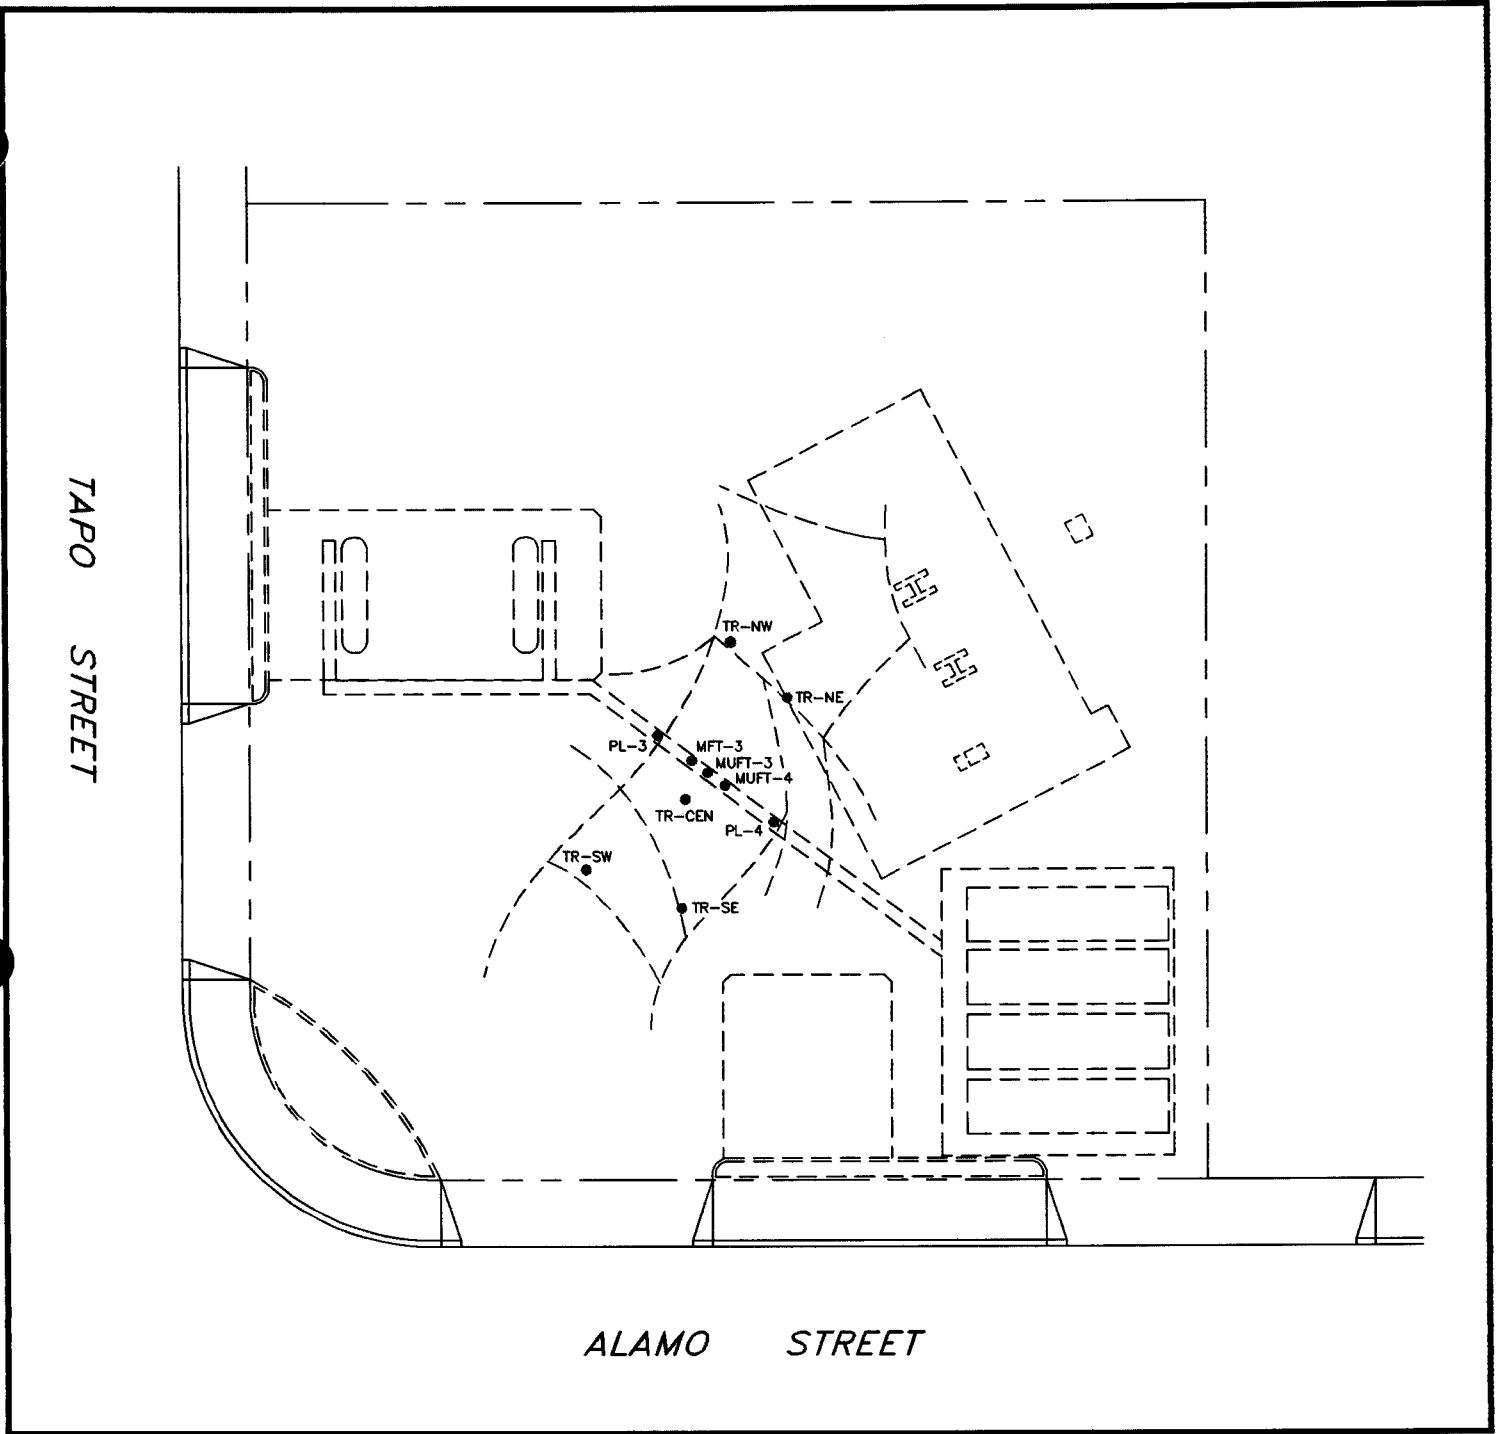 TAPO STREET
TR-NW
TR-NE
PL-3
MFT-3
MUFT-3
MUFT-4
TR-CEN
PL-4
TR-SW
TR-SE
ALAMO STREET